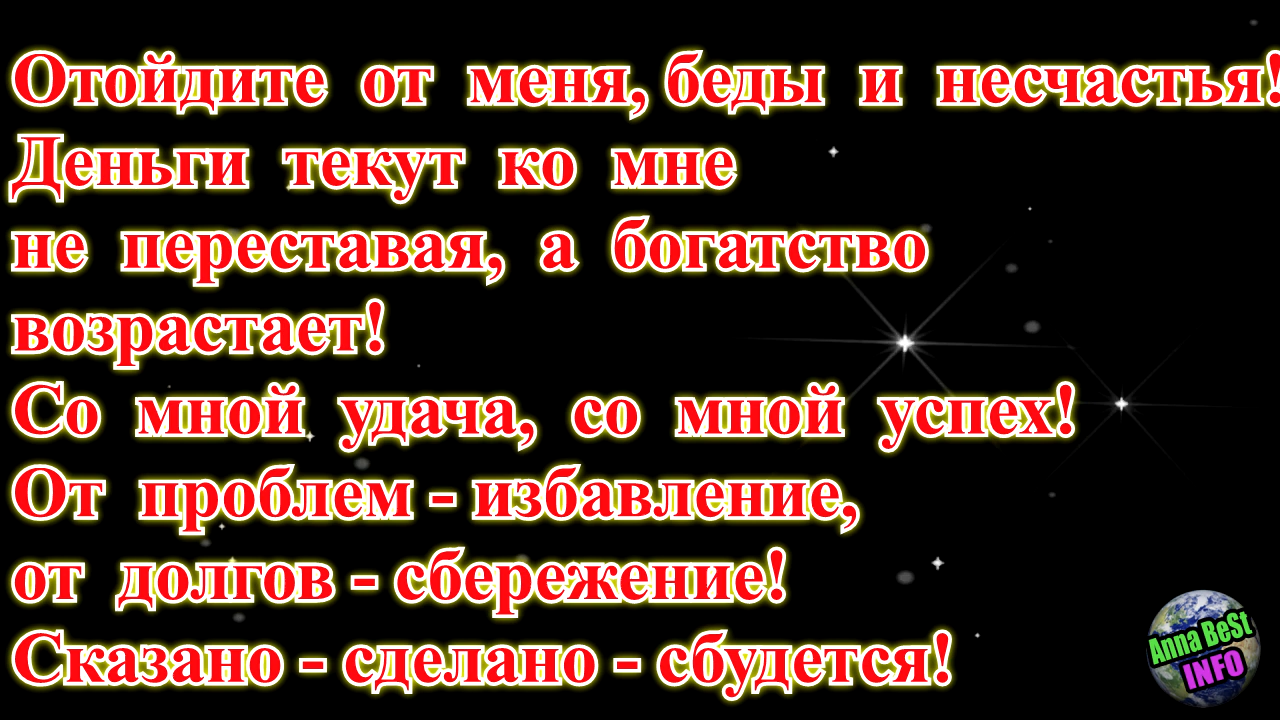 Отойдите от меня, беды и несчастья!
Деньги текут ко мне
не переставая, а богатство
возрастает!
Со мной удача, со мной успех!
От проблем - избавление,
от долгов - сбережение!
Сказано - сделано - сбудется!
Anna BeSt
INFO